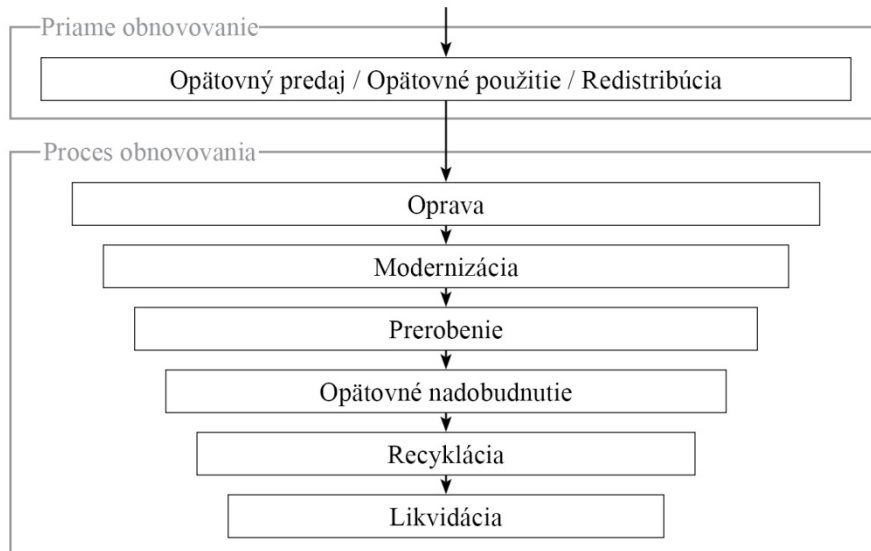 Priame obnovovanie
Opätovný predaj / Opätovné použitie / Redistribúcia
Proces obnovovania
Oprava
Modernizácia
Prerobenie
Opätovné nadobudnutie
Recyklácia
Likvidácia